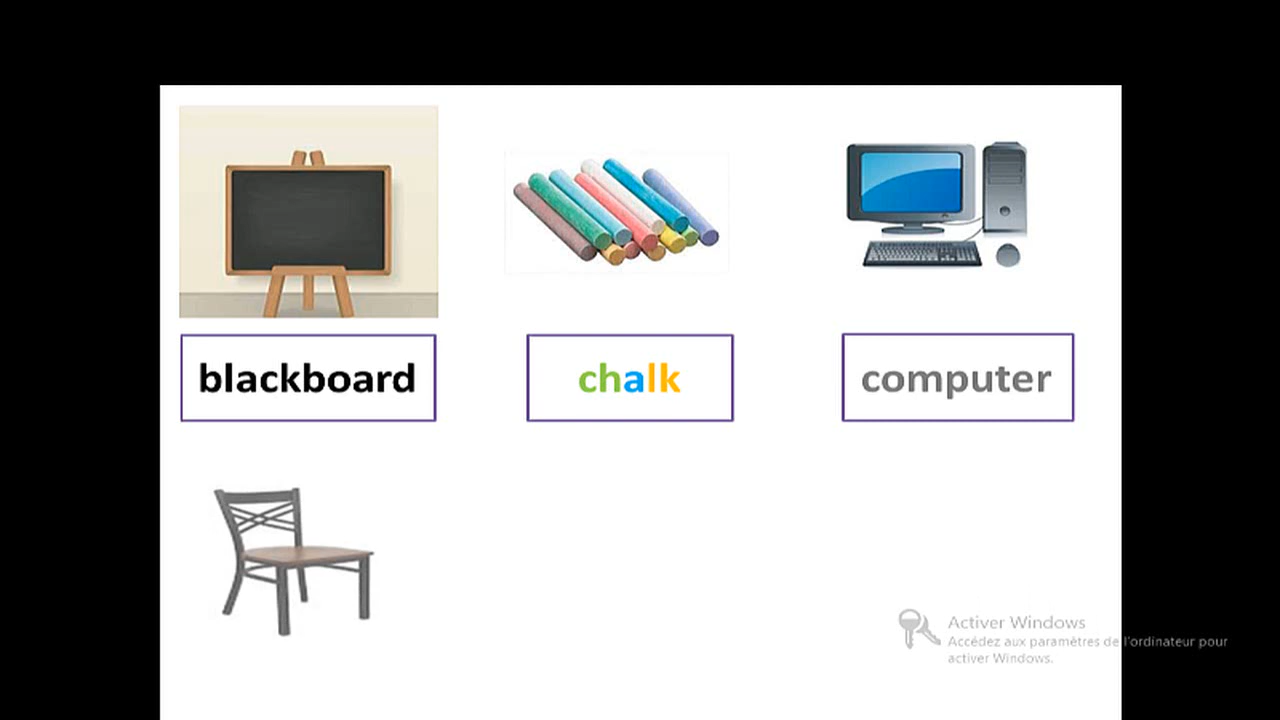 blackboard
chalk
computer
Activer Windows
Accédez aux paramètres de l'ordinateur pour
activer Windows.